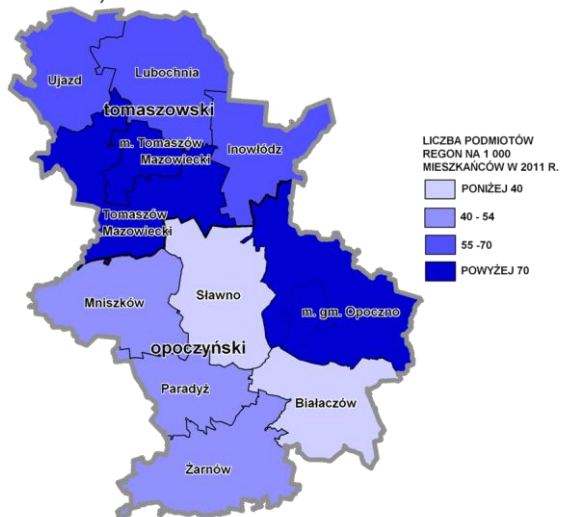 Ujazd
Lubochnia
tomaszowski
m. Tomaszów
Mazowiecki
Inowłódz
Tomaszów
Mazowiecki
Sławno
Mniszków
m. gm. Opoczno
opoczyński
Paradyż
Białaczów
Żarnów
LICZBA PODMIOTÓW
REGON NA 1 000
MIESZKAŃCÓW W 2011 R.
PONIŻEJ 40
40 - 54
55 -70
POWYŻEJ 70